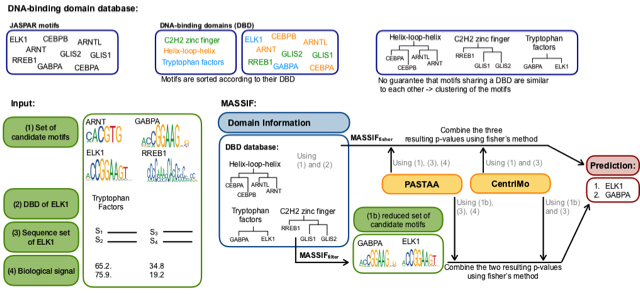 DNA-binding domain database:
JASPAR motifs
ELK1 CEBPB ARNTL
ARNT
GLIS2 GLIS1
RREB1
GABPA CEBPA
DNA-binding domains (DBD)
C2H2 zinc finger
Helix-loop-helix
Tryptophan factors
ELK1 CEBPB
ARNT ARNTL
GLIS2
RREB1 GLIS1
GABPA CEBPA
Motifs are sorted according to their DBD
Helix-loop-helix
CEBPA ARNTL
CEBPB ARNT
C2H2 zinc finger
RREB1
GLIS1 GLIS2
Tryptophan
factors
GABPA ELK1
No guarantee that motifs sharing a DBD are similar
to each other -> clustering of the motifs
Input:
(1) Set of
candidate motifs
ARNT GABPA
ELK1 RREB1
(2) DBD of ELK1
Tryptophan
Factors
(3) Sequence set
of ELK1
S1 S3
S2 S4
(4) Biological signal
65.2. 34.8
75.9. 19.2
MASSIF:
Domain Information
DBD database:
Using
(1) and (2)
Helix-loop-helix
CEBPA ARNTL
CEBPB ARNT
Tryptophan
factors
GABPA ELK1
C2H2 zinc finger
RREB1
GLIS1 GLIS2
MASSIFfisher
Combine the three
resulting p-values using fisher's method
Using (1), (3), (4)
Using (1) and (3)
PASTAA
CentriMo
Using (1b),
(3), (4)
Using (1b)
and (3)
(1b) reduced set of
candidate motifs
GABPA ELK1
MASSIFfilter
Combine the two resulting p-values
using fisher's method
Prediction:
1. ELK1
2. GABPA